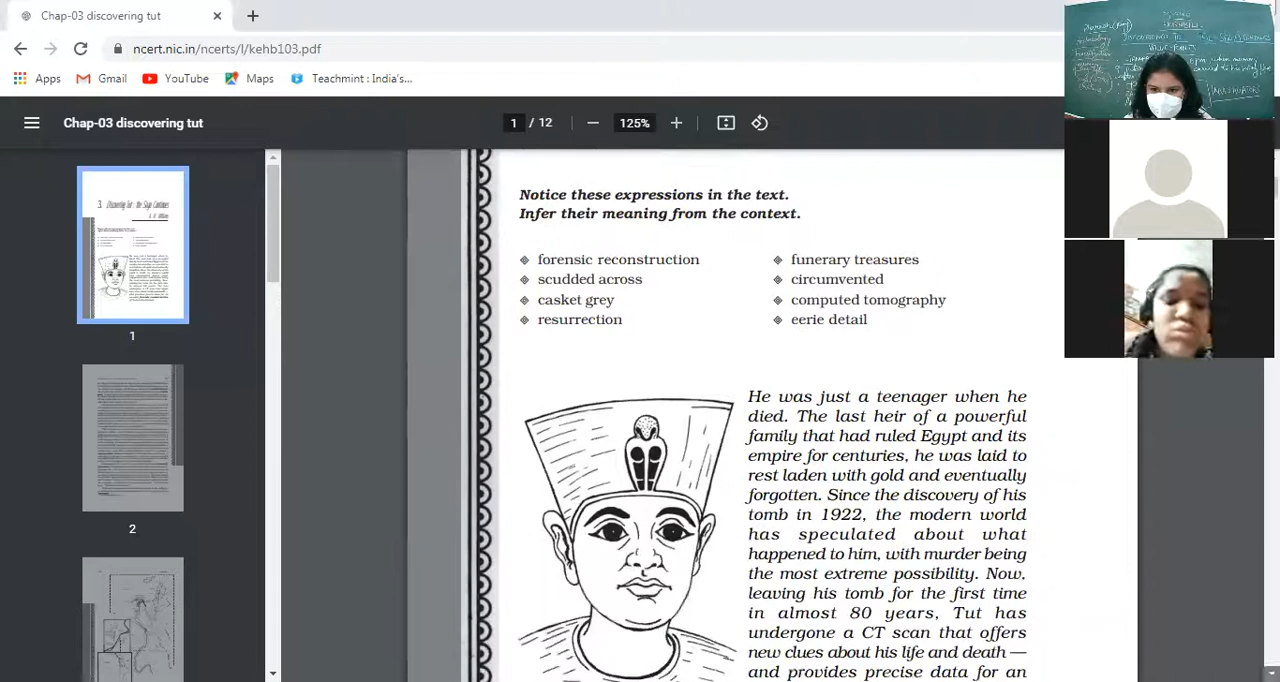 Chap-03 discovering tut
ncert.nic.in/ncerts/l/kehb103.pdf
Apps Gmail YouTube Maps Teachmint : India's...
Chap-03 discovering tut
1 / 12 125%
Notice these expressions in the text.
Infer their meaning from the context.
forensic reconstruction
scudded across
casket grey
resurrection
funerary treasures
circumvented
computed tomography
eerie detail
He was just a teenager when he
died. The last heir of a powerful
family that had ruled Egypt and its
empire for centuries, he was laid to
rest laden with gold and eventually
forgotten. Since the discovery of his
tomb in 1922, the modern world
has speculated about what
happened to him, with murder being
the most extreme possibility. Now,
leaving his tomb for the first time
in almost 80 years, Tut has
undergone a CT scan that offers
new clues about his life and death —
and provides precise data for an
1
2